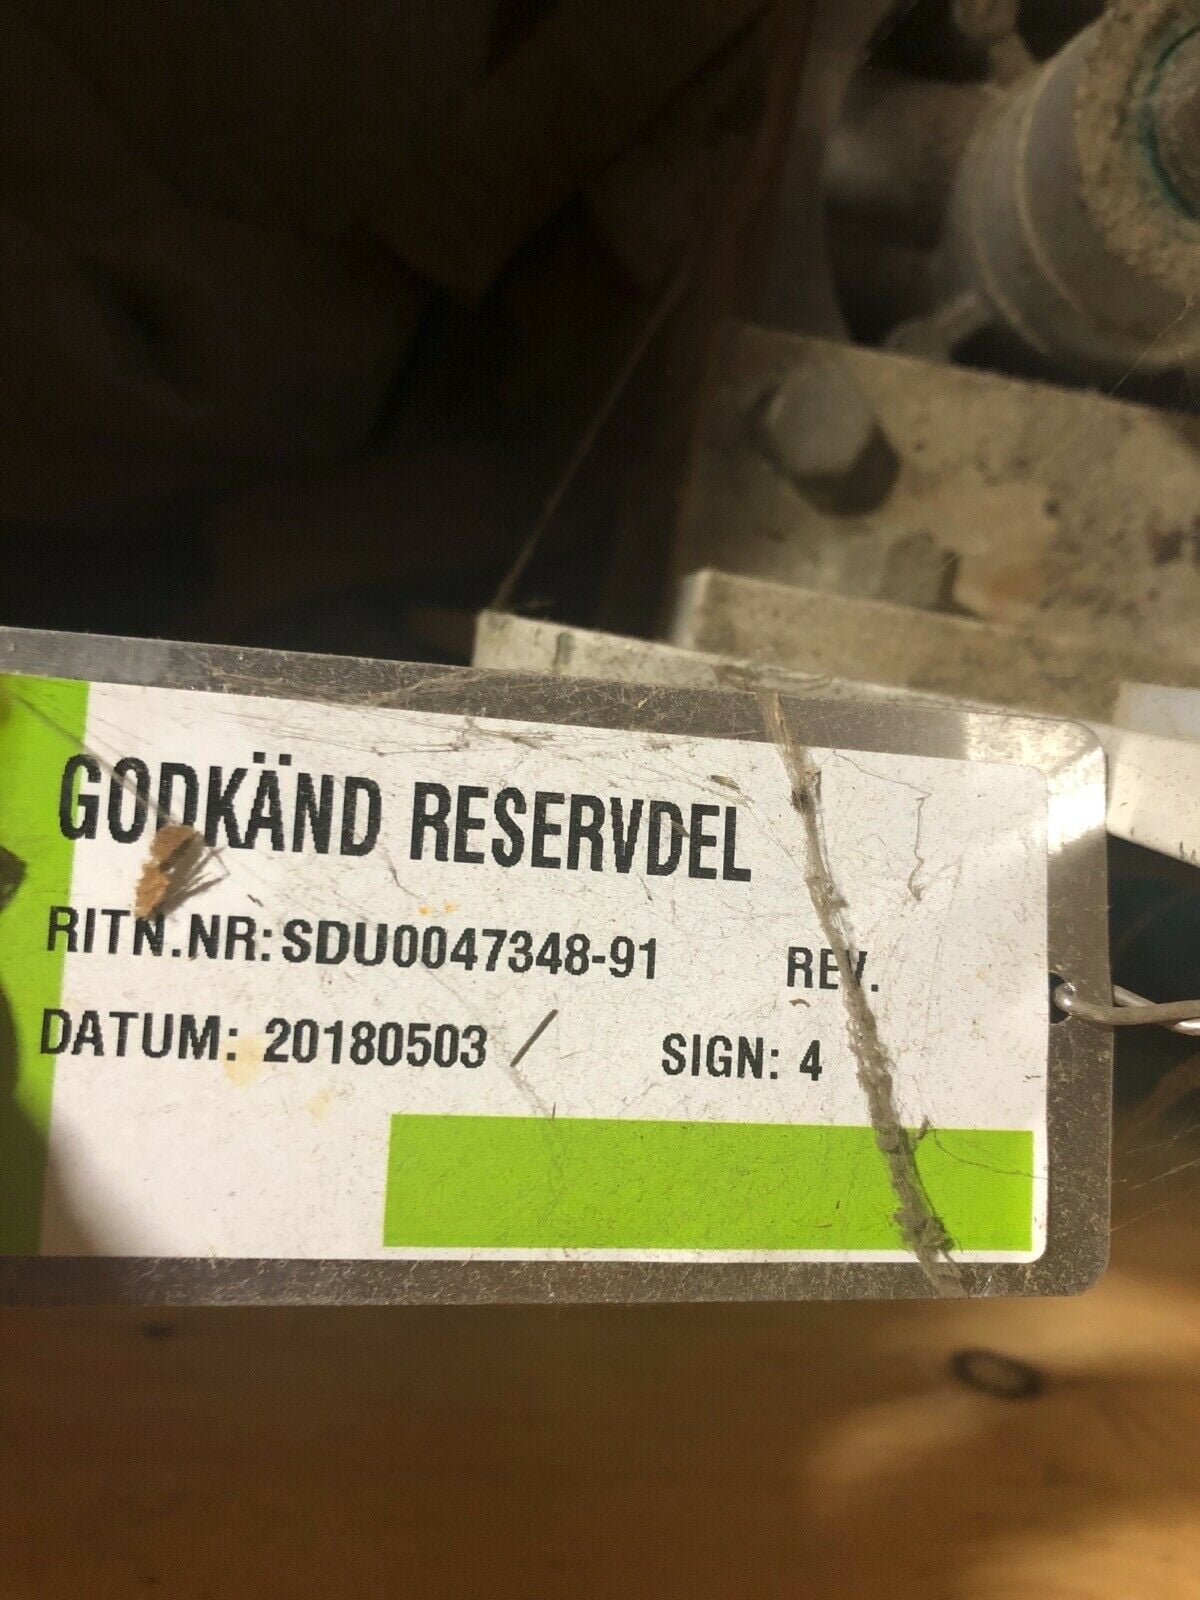 GODKÄND RESERVDEL
RITN.NR: SDU0047348-91 REV.
DATUM: 20180503 SIGN: 4